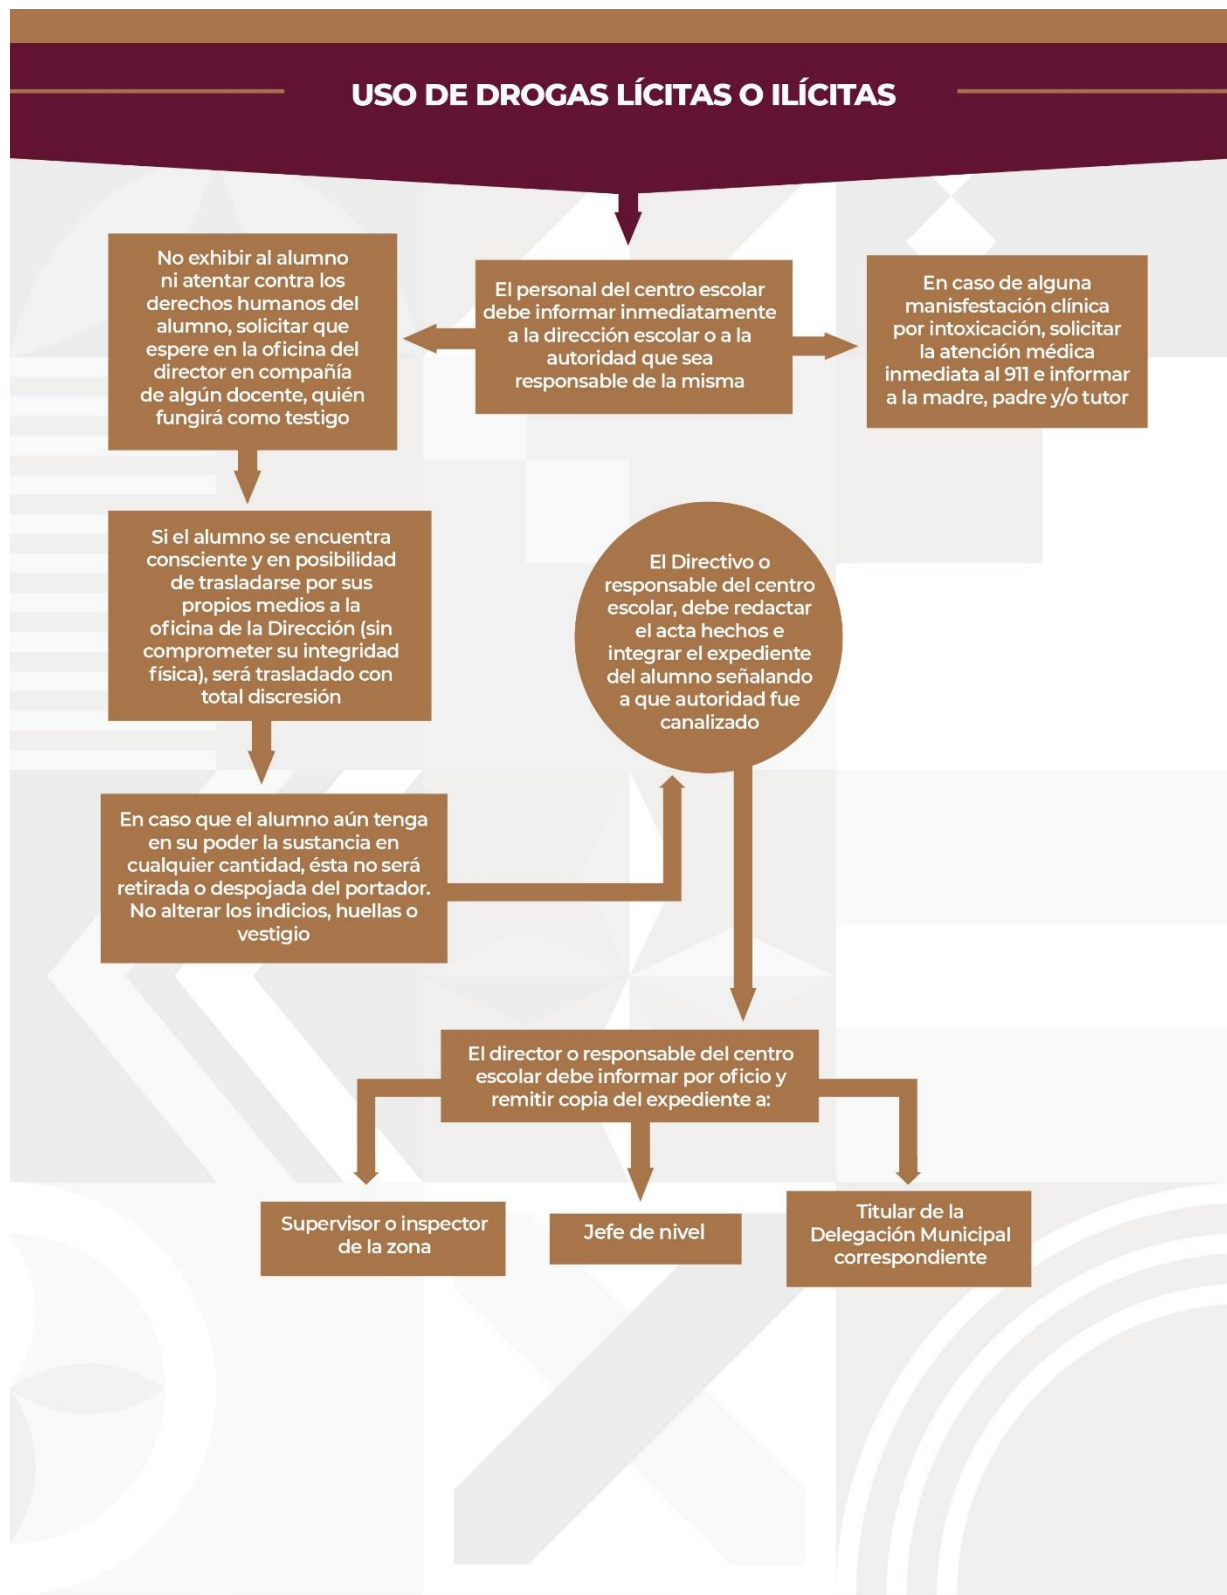 USO DE DROGAS LÍCITAS O ILÍCITAS
No exhibir al alumno
ni atentar contra los
derechos humanos del
alumno, solicitar que
espere en la oficina del
director en compañía
de algún docente, quién
fungirá como testigo
El personal del centro escolar
debe informar inmediatamente
a la dirección escolar o a la
autoridad que sea
responsable de la misma
En caso de alguna
manisfestación clínica
por intoxicación, solicitar
la atención médica
inmediata al 911 e informar
a la madre, padre y/o tutor
Si el alumno se encuentra
consciente y en posibilidad
de trasladarse por sus
propios medios a la
oficina de la Dirección (sin
comprometer su integridad
física), será trasladado con
total discresión
El Directivo o
responsable del centro
escolar, debe redactar
el acta hechos e
integrar el expediente
del alumno señalando
a que autoridad fue
canalizado
En caso que el alumno aún tenga
en su poder la sustancia en
cualquier cantidad, ésta no será
retirada o despojada del portador.
No alterar los indicios, huellas o
vestigio
El director o responsable del centro
escolar debe informar por oficio y
remitir copia del expediente a:
Supervisor o inspector
de la zona
Jefe de nivel
Titular de la
Delegación Municipal
correspondiente